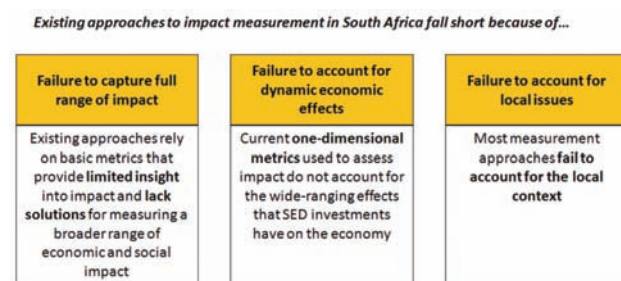 Existing approaches to impact measurement in South Africa fall short because of...
Failure to capture full
range of impact
Existing approaches rely
on basic metrics that
provide limited insight
into impact and lack
solutions for measuring a
broader range of
economic and social
impact
Failure to account for
dynamic economic
effects
Current one-dimensional
metrics used to assess
impact do not account for
the wide-ranging effects
that SED investments
have on the economy
Failure to account for
local issues
Most measurement
approaches fail to
account for the local
context